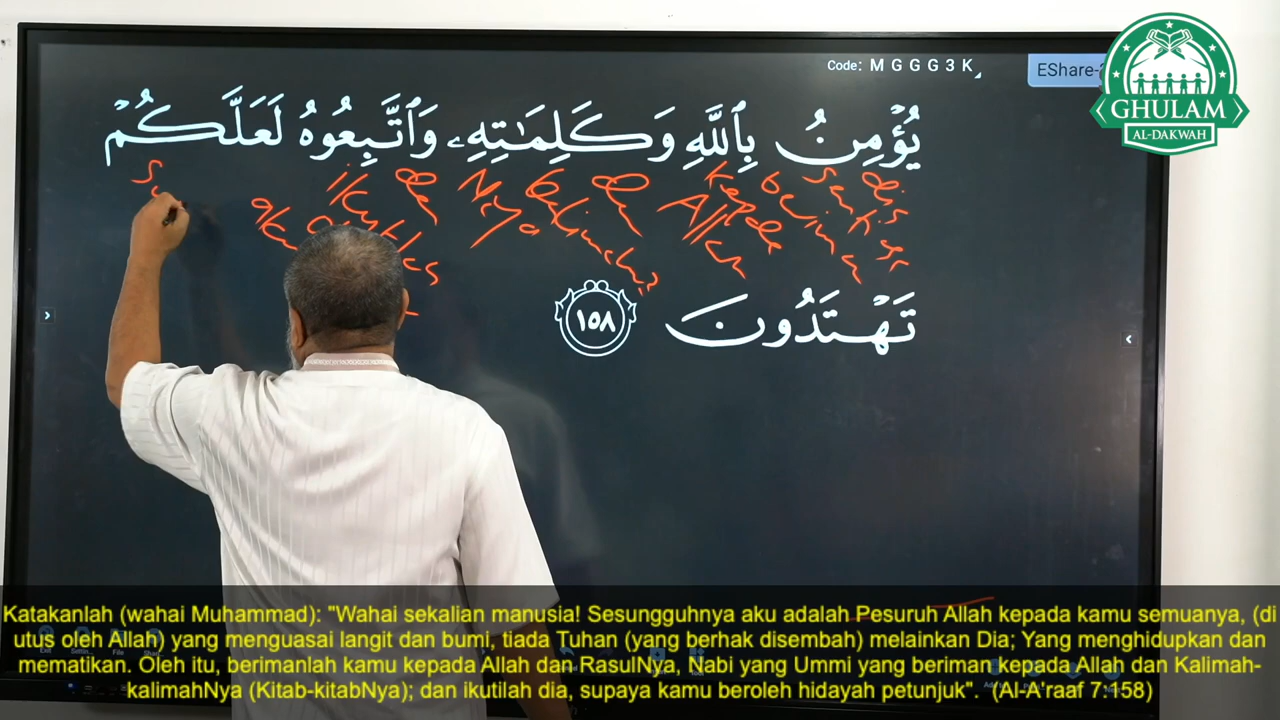 Code: M G G G 3 K
EShare-
GHULAM
AL-DAKWAH
يُؤْمِنُ بِٱللَّهِ وَكَلِمَـٰتِهِۦ وَٱتَّبِعُوهُ لَعَلَّكُمْ
تَهْتَدُونَ ١٥٨
Katakanlah (wahai Muhammad): "Wahai sekalian manusia! Sesungguhnya aku adalah Pesuruh Allah kepada kamu semuanya, (di
utus oleh Allah) yang menguasai langit dan bumi, tiada Tuhan (yang berhak disembah) melainkan Dia; Yang menghidupkan dan
mematikan. Oleh itu, berimanlah kamu kepada Allah dan RasulNya, Nabi yang Ummi yang beriman kepada Allah dan Kalimah-
kalimahNya (Kitab-kitabNya); dan ikutilah dia, supaya kamu beroleh hidayah petunjuk". (Al-A'raaf 7:158)